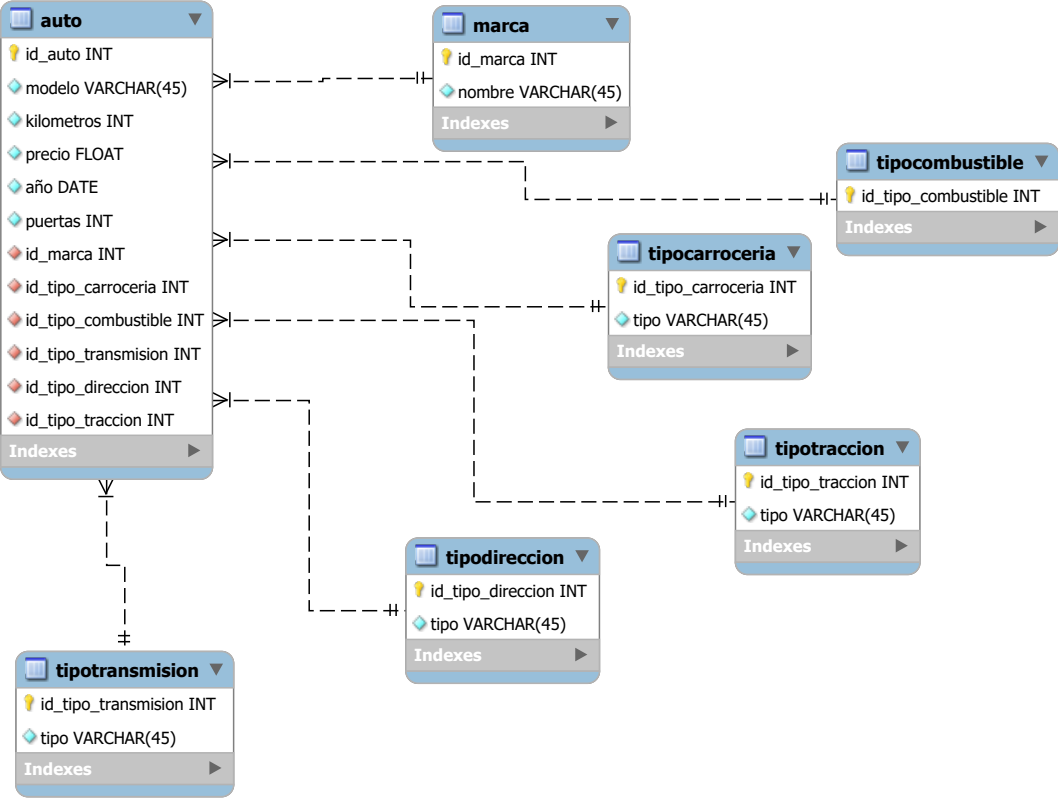 auto
id_auto INT
modelo VARCHAR(45)
kilometros INT
precio FLOAT
año DATE
puertas INT
id_marca INT
id_tipo_carroceria INT
id_tipo_combustible INT
id_tipo_transmision INT
id_tipo_direccion INT
id_tipo_traccion INT
Indexes
marca
id_marca INT
nombre VARCHAR(45)
Indexes
tipocombustible
id_tipo_combustible INT
Indexes
tipocarroceria
id_tipo_carroceria INT
tipo VARCHAR(45)
Indexes
tipotraccion
id_tipo_traccion INT
tipo VARCHAR(45)
Indexes
tipodireccion
id_tipo_direccion INT
tipo VARCHAR(45)
Indexes
tipotransmision
id_tipo_transmision INT
tipo VARCHAR(45)
Indexes